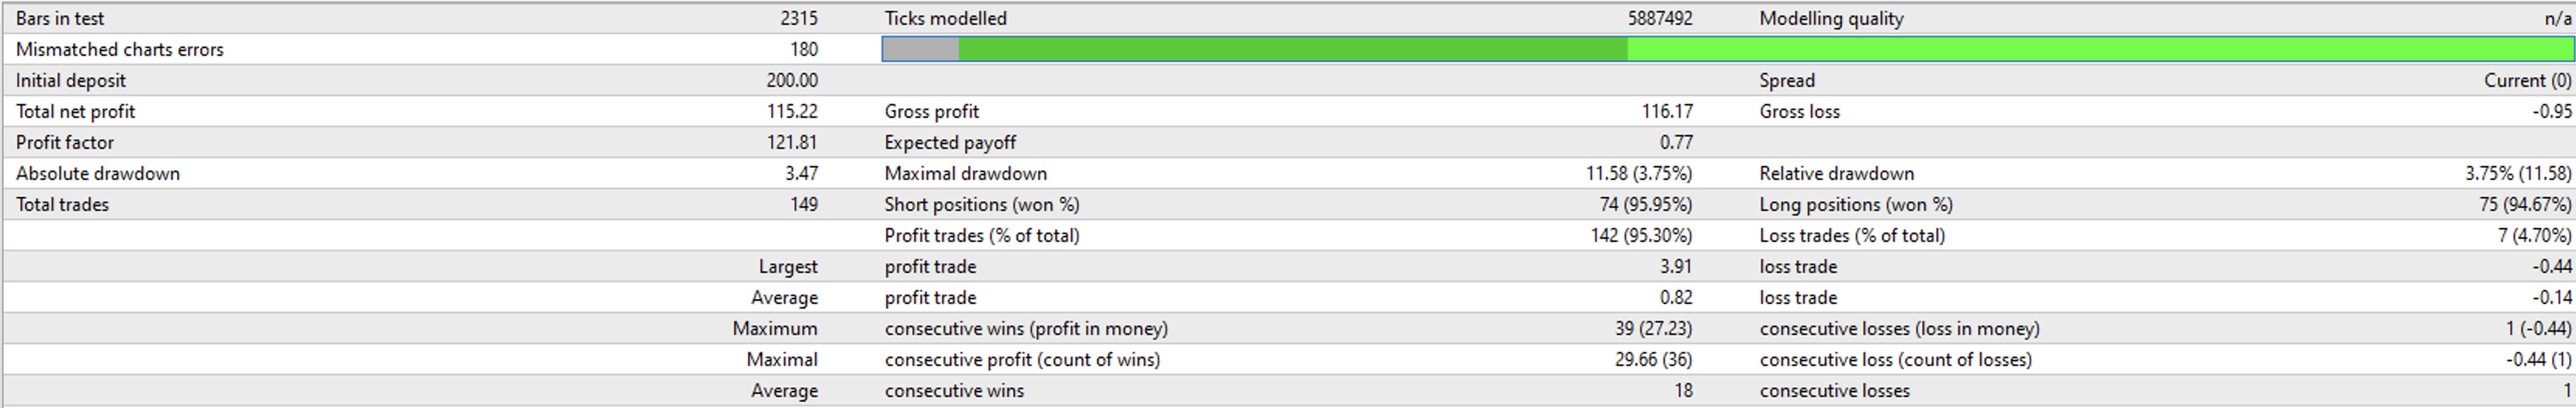 Bars in test 2315 Ticks modelled 5887492 Modelling quality n/a
Mismatched charts errors 180
Initial deposit 200.00 Spread Current (0)
Total net profit 115.22 Gross profit 116.17 Gross loss -0.95
Profit factor 121.81 Expected payoff 0.77
Absolute drawdown 3.47 Maximal drawdown 11.58 (3.75%) Relative drawdown 3.75% (11.58)
Total trades 149 Short positions (won %) 74 (95.95%) Long positions (won %) 75 (94.67%)
Profit trades (% of total) 142 (95.30%) Loss trades (% of total) 7 (4.70%)
Largest profit trade 3.91 loss trade -0.44
Average profit trade 0.82 loss trade -0.14
Maximum consecutive wins (profit in money) 39 (27.23) consecutive losses (loss in money) 1 (-0.44)
Maximal consecutive profit (count of wins) 29.66 (36) consecutive loss (count of losses) -0.44 (1)
Average consecutive wins 18 consecutive losses 1